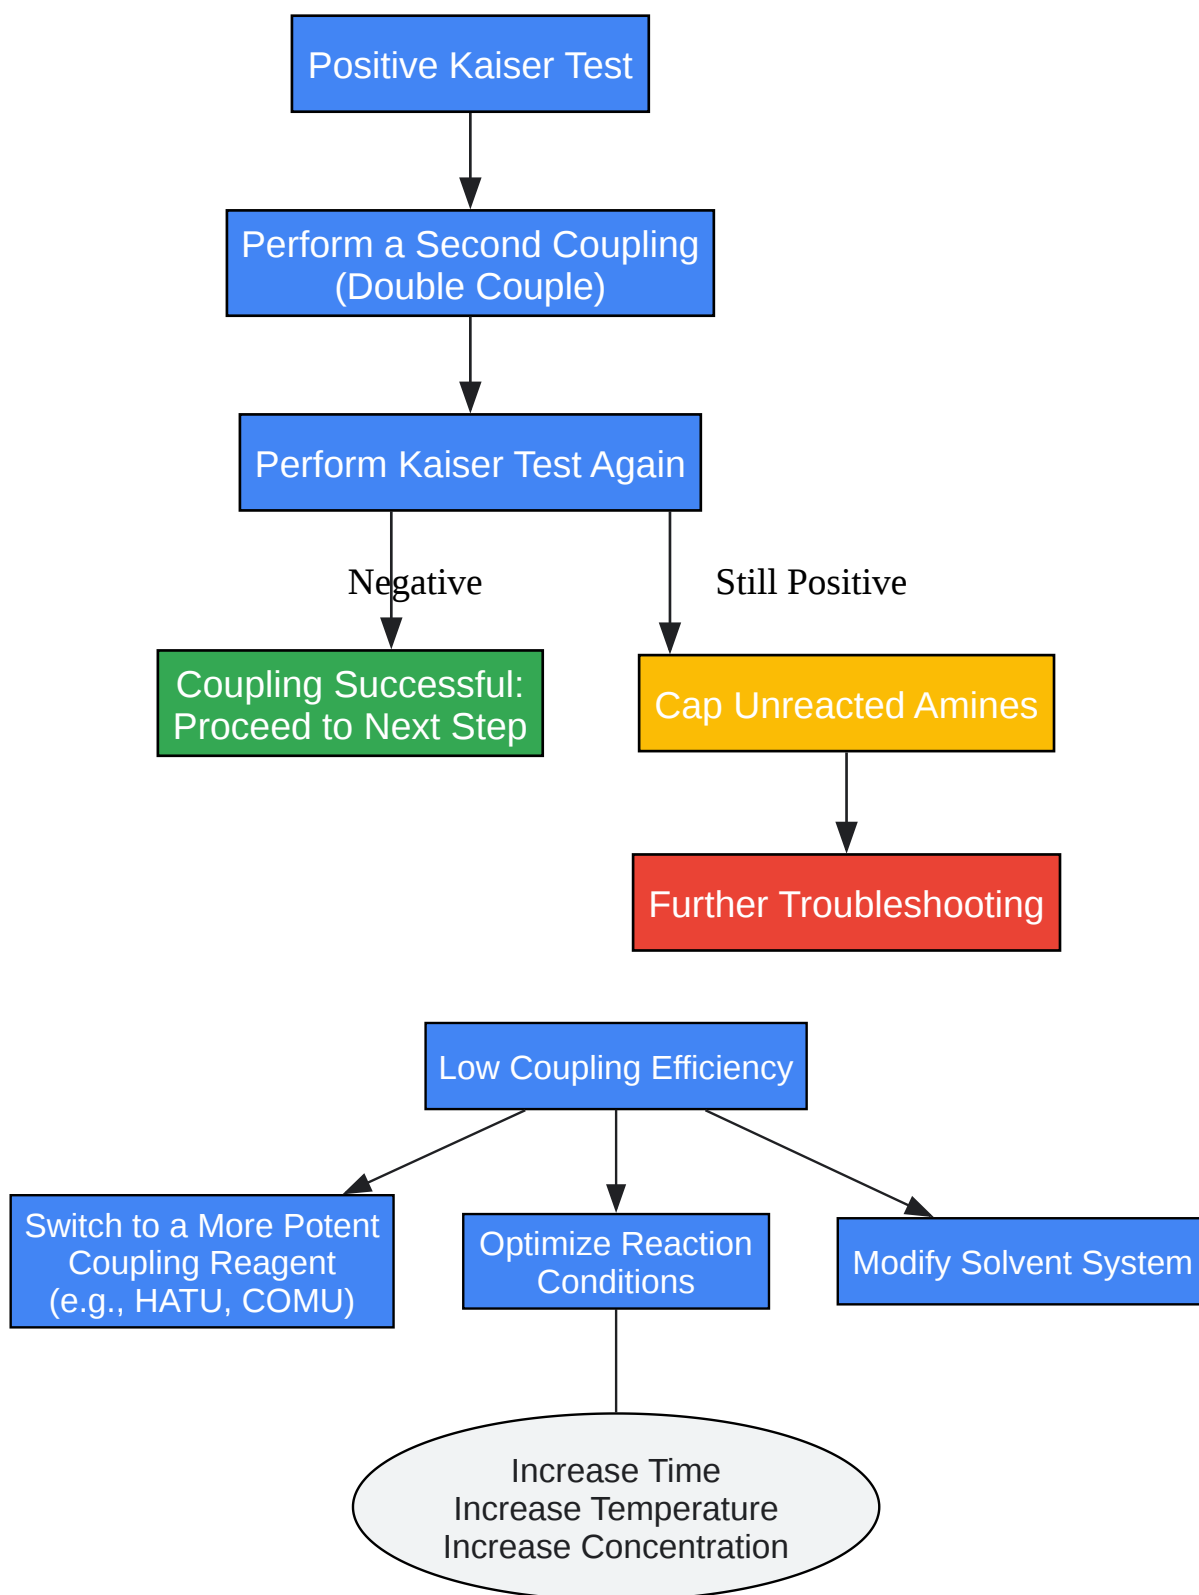 Positive Kaiser Test
Perform a Second Coupling
(Double Couple)
Perform Kaiser Test Again
Negative
Still Positive
Coupling Successful:
Proceed to Next Step
Cap Unreacted Amines
Further Troubleshooting
Low Coupling Efficiency
Switch to a More Potent
Coupling Reagent
(e.g., HATU, COMU)
Optimize Reaction
Conditions
Modify Solvent System
Increase Time
Increase Temperature
Increase Concentration